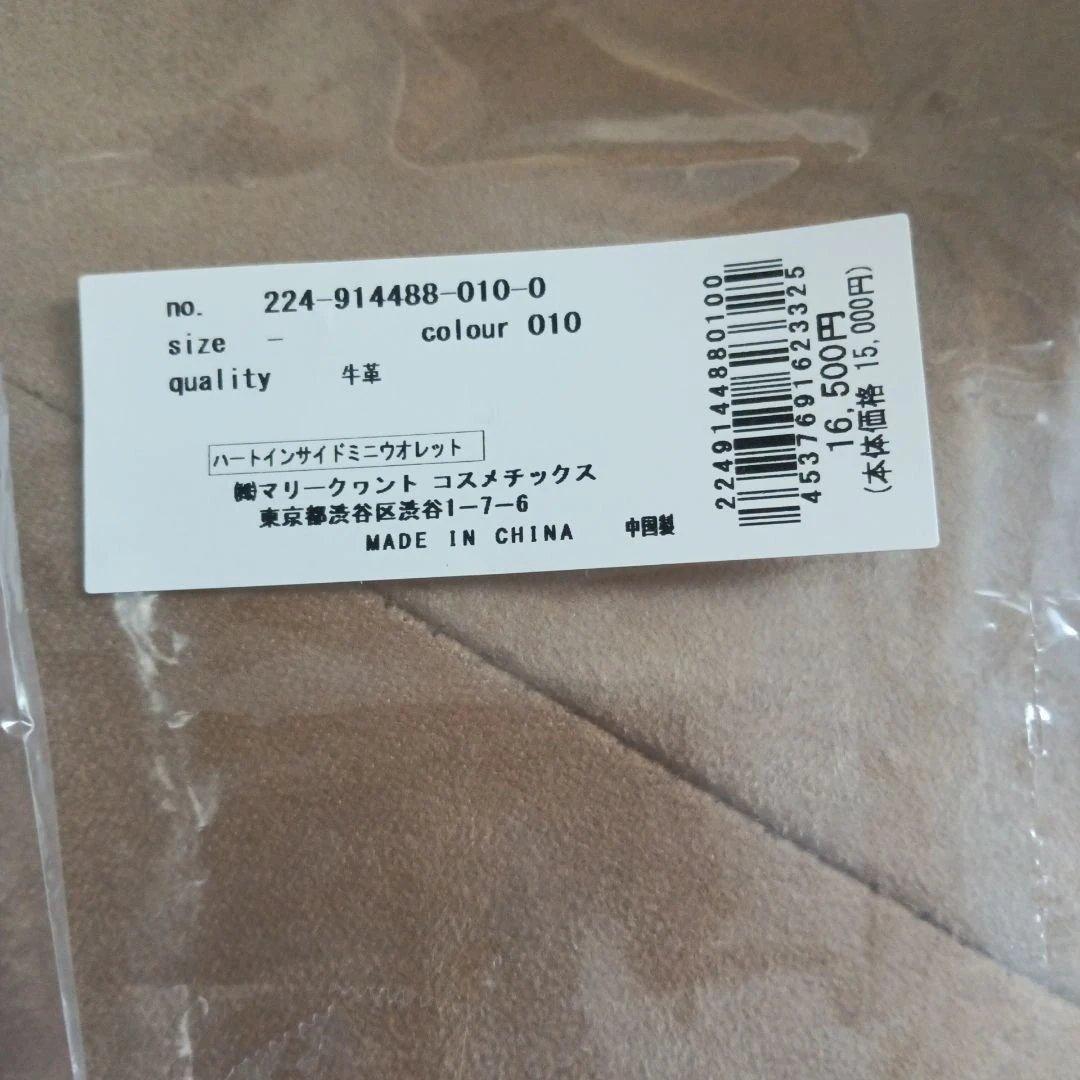 no. 224-914488-010-0
size - colour 010
quality 牛革
ハートインサイドミニウオレット
㈱マリークヮント コスメチックス
東京都渋谷区渋谷1-7-6
MADE IN CHINA 中国製
2249144880100
4537691623325
16,500円
(本体価格 15,000円)